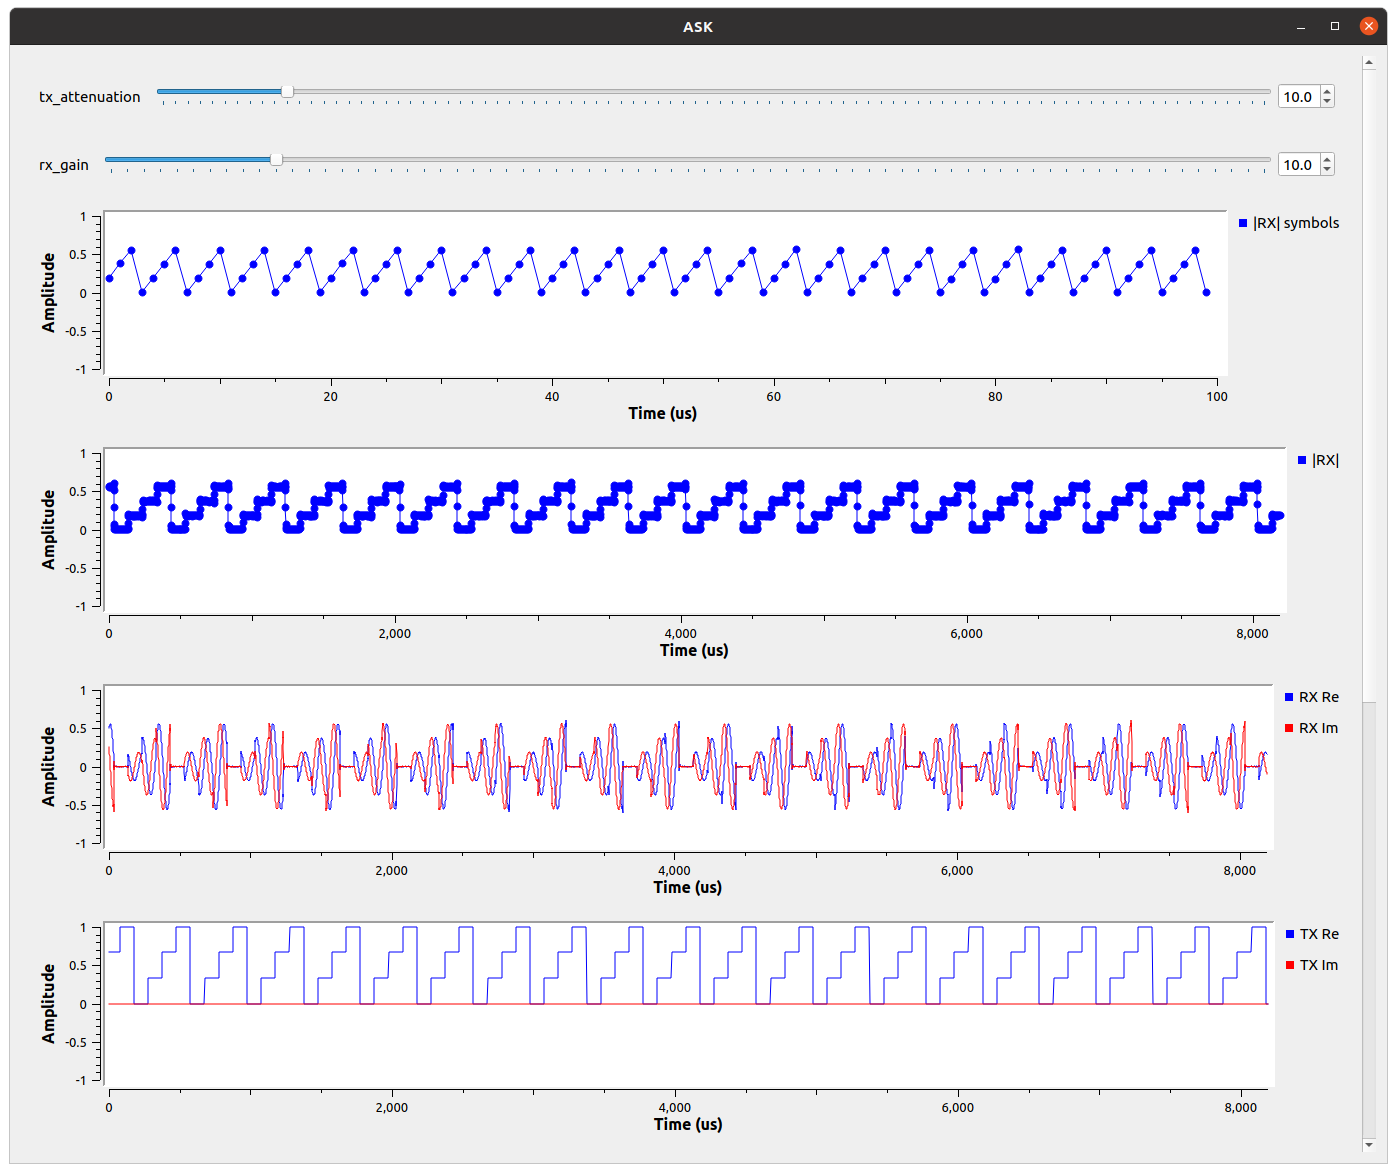 ASK
tx_attenuation
10.0
rx_gain
10.0
1
0.5
0
-0.5
-1
Amplitude
0
20
40
60
80
100
Time (us)
|RX| symbols
1
0.5
0
-0.5
-1
Amplitude
0
2,000
4,000
6,000
8,000
Time (us)
|RX|
1
0.5
0
-0.5
-1
Amplitude
0
2,000
4,000
6,000
8,000
Time (us)
RX Re
RX Im
1
0.5
0
-0.5
-1
Amplitude
0
2,000
4,000
6,000
8,000
Time (us)
TX Re
TX Im